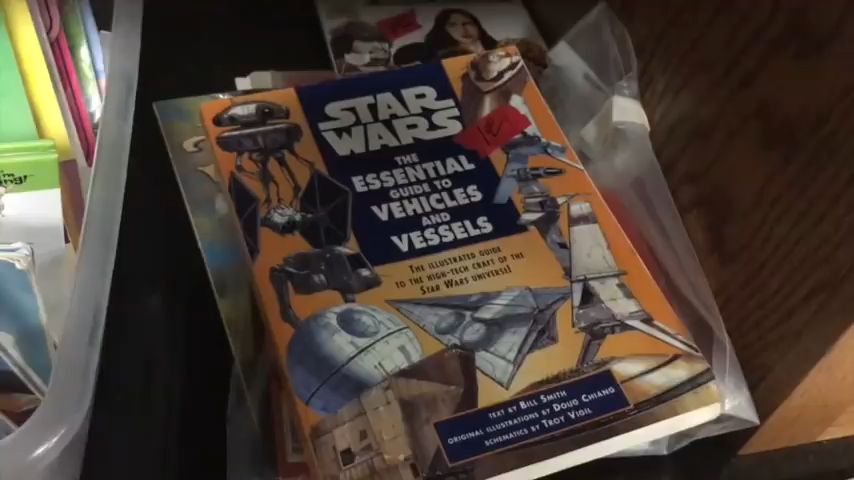 STAR
WARS
THE
ESSENTIAL
GUIDE TO
VEHICLES
AND
VESSELS
THE ILLUSTRATED GUIDE
TO THE HIGH-TECH CRAFT OF THE
STAR WARS UNIVERSE!
TEXT BY BILL SMITH
ORIGINAL ILLUSTRATIONS BY DOUG CHIANG
SCHEMATICS BY TROY VIGIL